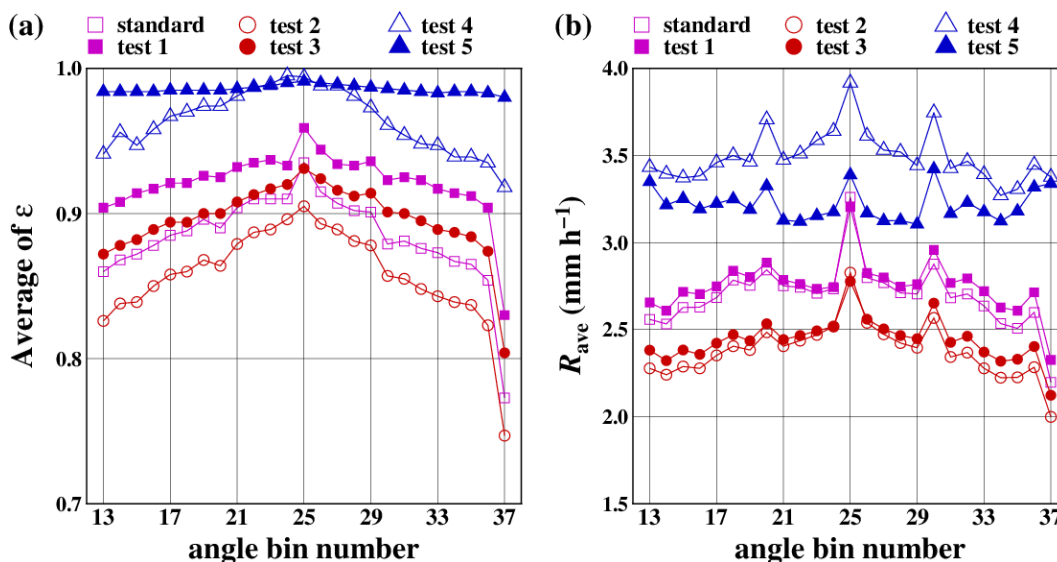 (a)
standard
test 2
test 4
test 1
test 3
test 5
1.0
0.9
0.8
0.7
Average of ε
13 17 21 25 29 33 37
angle bin number
(b)
standard
test 2
test 4
test 1
test 3
test 5
4.0
3.5
3.0
2.5
2.0
1.5
Rave (mm h−1)
13 17 21 25 29 33 37
angle bin number